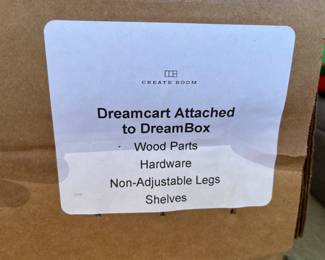 CREATE ROOM
Dreamcart Attached
to DreamBox
Wood Parts
Hardware
Non-Adjustable Legs
Shelves